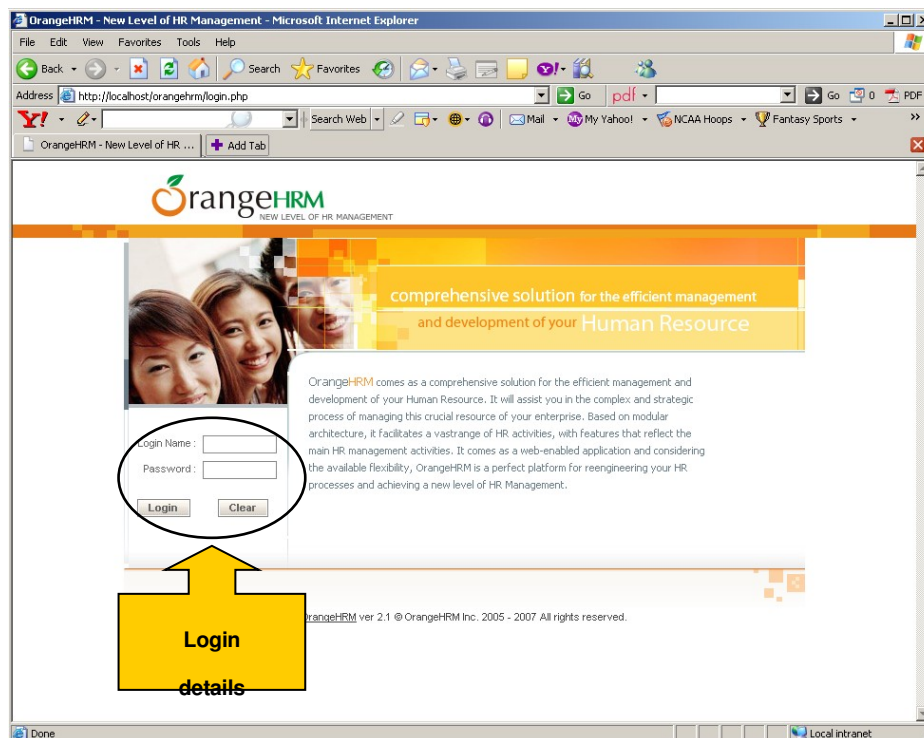 OrangeHRM - New Level of HR Management - Microsoft Internet Explorer
File Edit View Favorites Tools Help
Back Search Favorites
Address http://localhost/orangehrm/login.php Go pdf Go 0 PDF
Y! Search Web Mail My Yahoo! NCAA Hoops Fantasy Sports »
OrangeHRM - New Level of HR ... Add Tab
OrangeHRM
NEW LEVEL OF HR MANAGEMENT
comprehensive solution for the efficient management
and development of your Human Resource
OrangeHRM comes as a comprehensive solution for the efficient management and
development of your Human Resource. It will assist you in the complex and strategic
process of managing this crucial resource of your enterprise. Based on modular
architecture, it facilitates a vastrange of HR activities, with features that reflect the
main HR management activities. It comes as a web-enabled application and considering
the available flexibility, OrangeHRM is a perfect platform for reengineering your HR
processes and achieving a new level of HR Management.
Login Name :
Password :
Login Clear
OrangeHRM ver 2.1 © OrangeHRM Inc. 2005 - 2007 All rights reserved.
Login
details
Done Local intranet